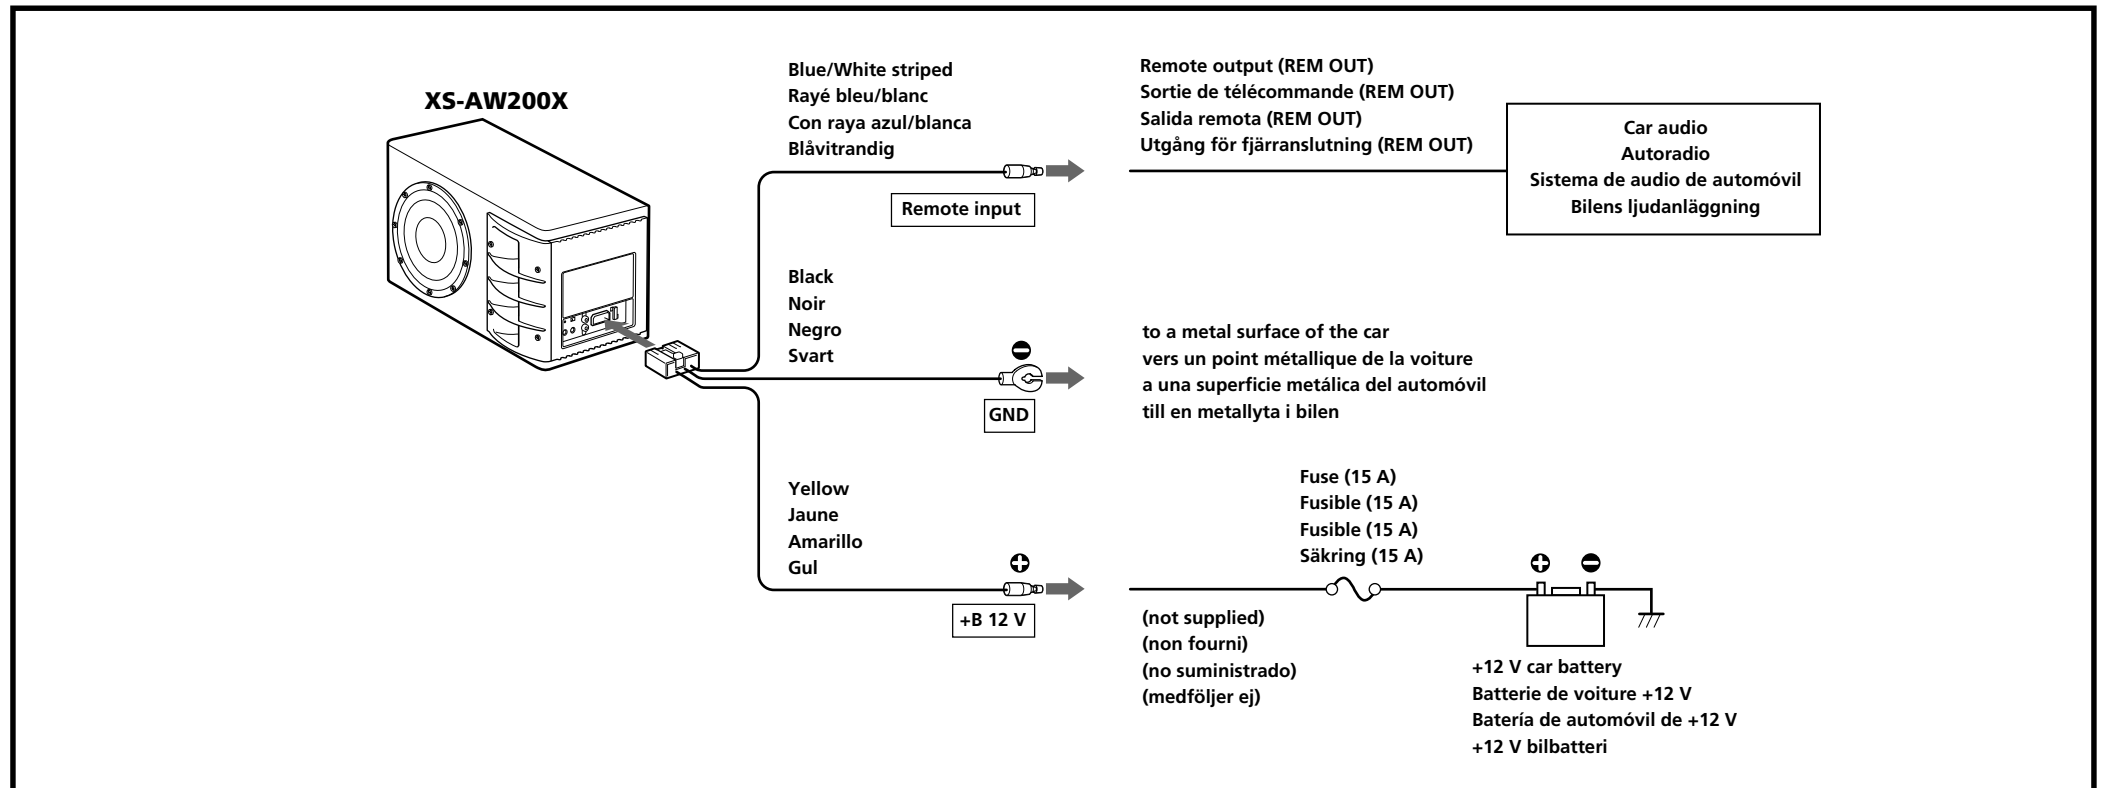 XS-AW200X
Blue/White striped
Rayé bleu/blanc
Con raya azul/blanca
Blåvitrandig
Remote input
Remote output (REM OUT)
Sortie de télécommande (REM OUT)
Salida remota (REM OUT)
Utgång för fjärranslutning (REM OUT)
Car audio
Autoradio
Sistema de audio de automóvil
Bilens ljudanläggning
Black
Noir
Negro
Svart
GND
to a metal surface of the car
vers un point métallique de la voiture
a una superficie metálica del automóvil
till en metallyta i bilen
Yellow
Jaune
Amarillo
Gul
+B 12 V
Fuse (15 A)
Fusible (15 A)
Fusible (15 A)
Säkring (15 A)
(not supplied)
(non fourni)
(no suministrado)
(medföljer ej)
+12 V car battery
Batterie de voiture +12 V
Batería de automóvil de +12 V
+12 V bilbatteri